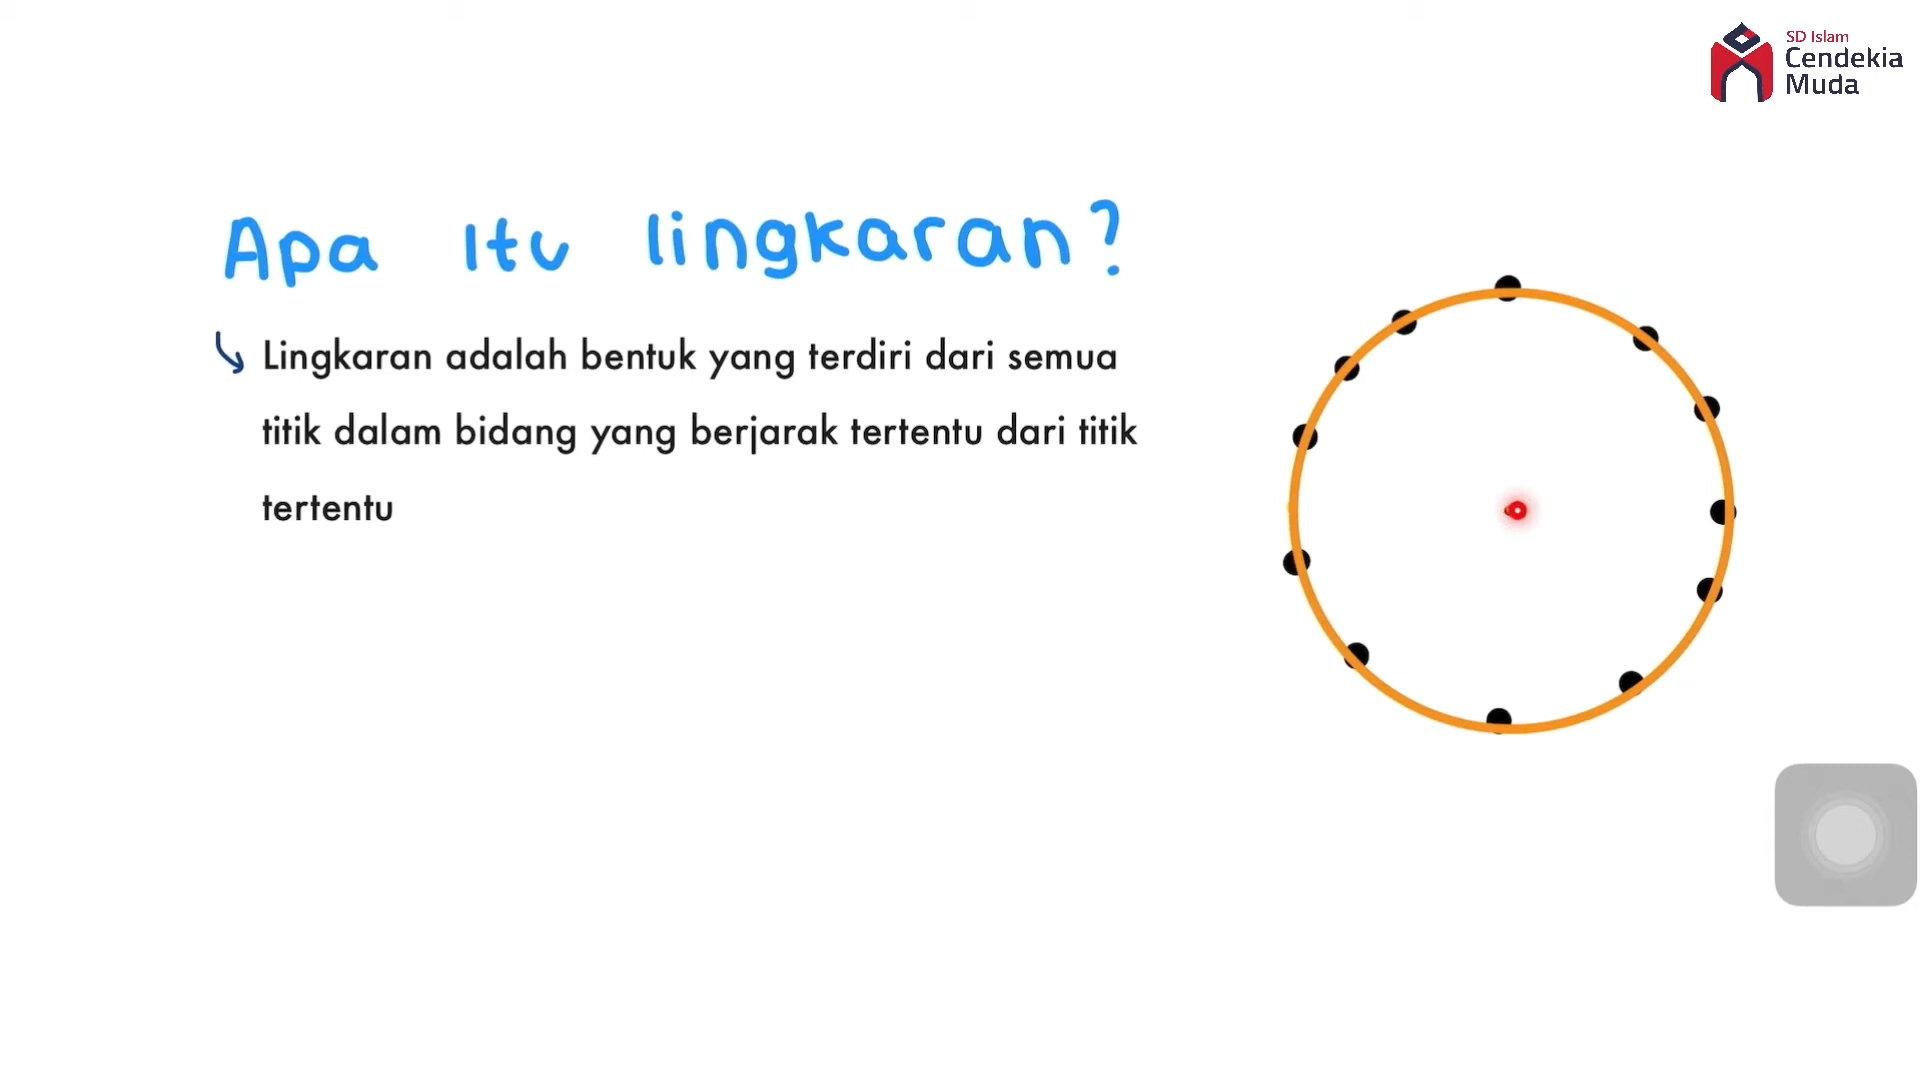 SD Islam
Cendekia
Muda
Apa Itu lingkaran?
Lingkaran adalah bentuk yang terdiri dari semua
titik dalam bidang yang berjarak tertentu dari titik
tertentu